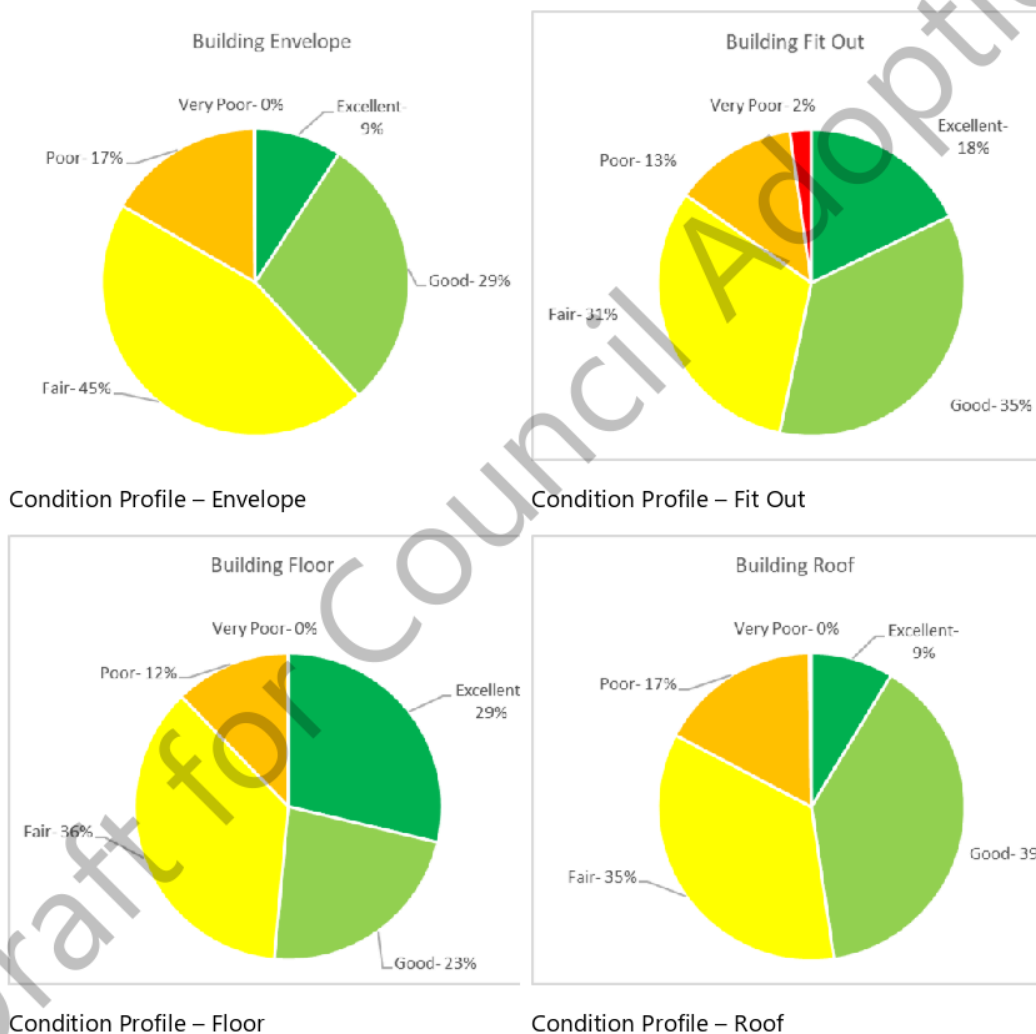 Building Envelope
Very Poor- 0%
Excellent-
9%
Poor- 17%
Good- 29%
Fair- 45%
Condition Profile – Envelope
Building Fit Out
Very Poor- 2%
Excellent-
18%
Poor- 13%
Fair- 31%
Good- 35%
Condition Profile – Fit Out
Building Floor
Very Poor- 0%
Poor- 12%
Excellent
29%
Fair- 36%
Good- 23%
Condition Profile – Floor
Building Roof
Very Poor- 0%
Excellent-
9%
Poor- 17%
Good- 39
Fair- 35%
Condition Profile – Roof
Draft for Council Adoptio